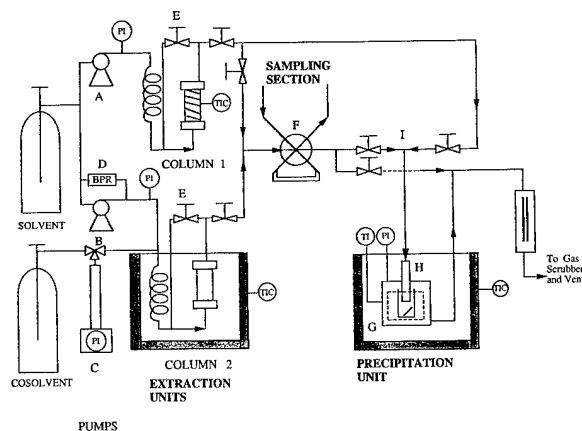 PI
E
A
SAMPLING
SECTION
TIC
F
COLUMN 1
I
D
BPR
PI
E
SOLVENT
B
TI
PI
H
To Gas
Scrubber
and Vent
TIC
TIC
G
PI
C
COLUMN 2
PRECIPITATION
UNIT
COSOLVENT
EXTRACTION
UNITS
PUMPS